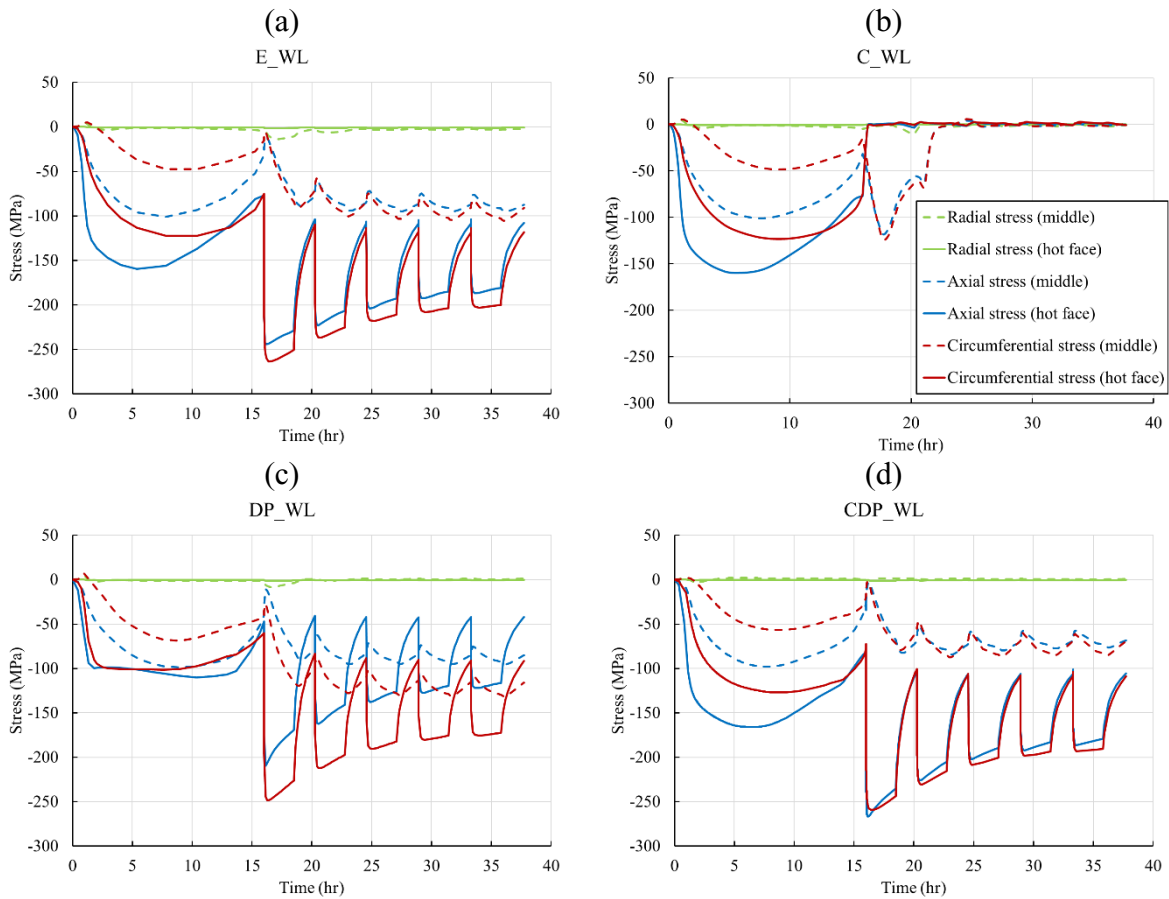 (a)
E_WL
50
0
-50
-100
-150
-200
-250
-300
Stress (MPa)
0 5 10 15 20 25 30 35 40
Time (hr)
(b)
C_WL
50
0
-50
-100
-150
-200
-250
-300
Stress (MPa)
0 10 20 30 40
Time (hr)
Radial stress (middle)
Radial stress (hot face)
Axial stress (middle)
Axial stress (hot face)
Circumferential stress (middle)
Circumferential stress (hot face)
(c)
DP_WL
50
0
-50
-100
-150
-200
-250
-300
Stress (MPa)
0 5 10 15 20 25 30 35 40
Time (hr)
(d)
CDP_WL
50
0
-50
-100
-150
-200
-250
-300
Stress (MPa)
0 5 10 15 20 25 30 35 40
Time (hr)